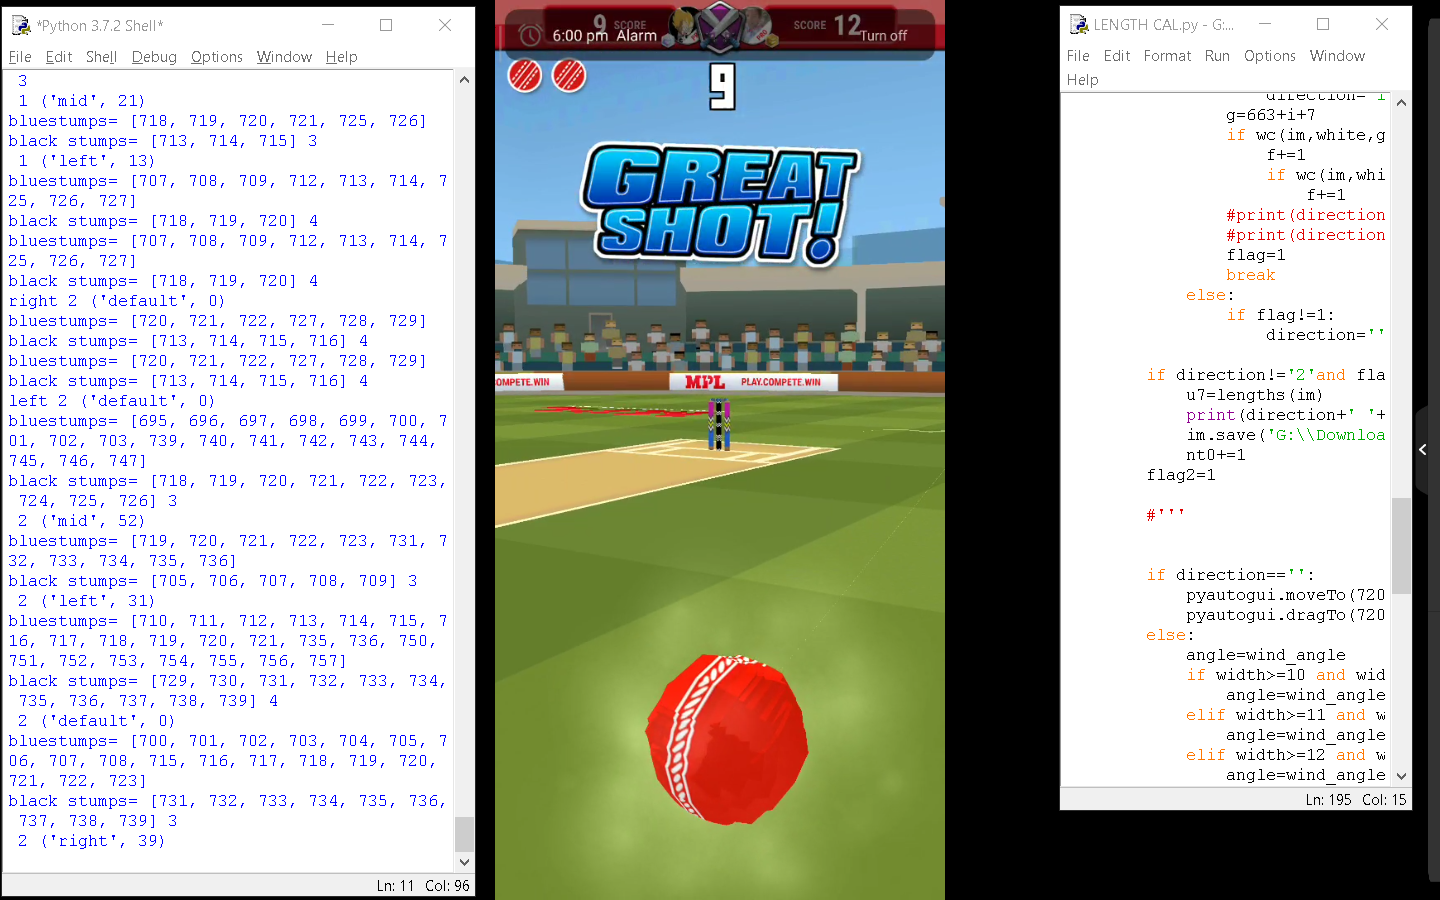 *Python 3.7.2 Shell*
File Edit Shell Debug Options Window Help
3
1 ('mid', 21)
bluestumps= [718, 719, 720, 721, 725, 726]
black stumps= [713, 714, 715] 3
1 ('left', 13)
bluestumps= [707, 708, 709, 712, 713, 714, 7
25, 726, 727]
black stumps= [718, 719, 720] 4
bluestumps= [707, 708, 709, 712, 713, 714, 7
25, 726, 727]
black stumps= [718, 719, 720] 4
right 2 ('default', 0)
bluestumps= [720, 721, 722, 727, 728, 729]
black stumps= [713, 714, 715, 716] 4
bluestumps= [720, 721, 722, 727, 728, 729]
black stumps= [713, 714, 715, 716] 4
left 2 ('default', 0)
bluestumps= [695, 696, 697, 698, 699, 700, 7
01, 702, 703, 739, 740, 741, 742, 743, 744,
745, 746, 747]
black stumps= [718, 719, 720, 721, 722, 723,
724, 725, 726] 3
2 ('mid', 52)
bluestumps= [719, 720, 721, 722, 723, 731, 7
32, 733, 734, 735, 736]
black stumps= [705, 706, 707, 708, 709] 3
2 ('left', 31)
bluestumps= [710, 711, 712, 713, 714, 715, 7
16, 717, 718, 719, 720, 721, 735, 736, 750,
751, 752, 753, 754, 755, 756, 757]
black stumps= [729, 730, 731, 732, 733, 734,
735, 736, 737, 738, 739] 4
2 ('default', 0)
bluestumps= [700, 701, 702, 703, 704, 705, 7
06, 707, 708, 715, 716, 717, 718, 719, 720,
721, 722, 723]
black stumps= [731, 732, 733, 734, 735, 736,
737, 738, 739] 3
2 ('right', 39)
Ln: 11 Col: 96
9 SCORE SCORE 12
6:00 pm Alarm Turn off
9
GREAT
SHOT!
COMPETE.WIN MPL PLAY.COMPETE.WIN
LENGTH CAL.py - G:...
File Edit Format Run Options Window
Help
direction= 1
g=663+i+7
if wc(im,white,g
f+=1
if wc(im,whi
f+=1
#print(direction
#print(direction
flag=1
break
else:
if flag!=1:
direction=''
if direction!='2'and fla
u7=lengths(im)
print(direction+' '+
im.save('G:\\Downloa
nt0+=1
flag2=1
#'''
if direction=='':
pyautogui.moveTo(720
pyautogui.dragTo(720
else:
angle=wind_angle
if width>=10 and wid
angle=wind_angle
elif width>=11 and w
angle=wind_angle
elif width>=12 and w
angle=wind_angle
Ln: 195 Col: 15